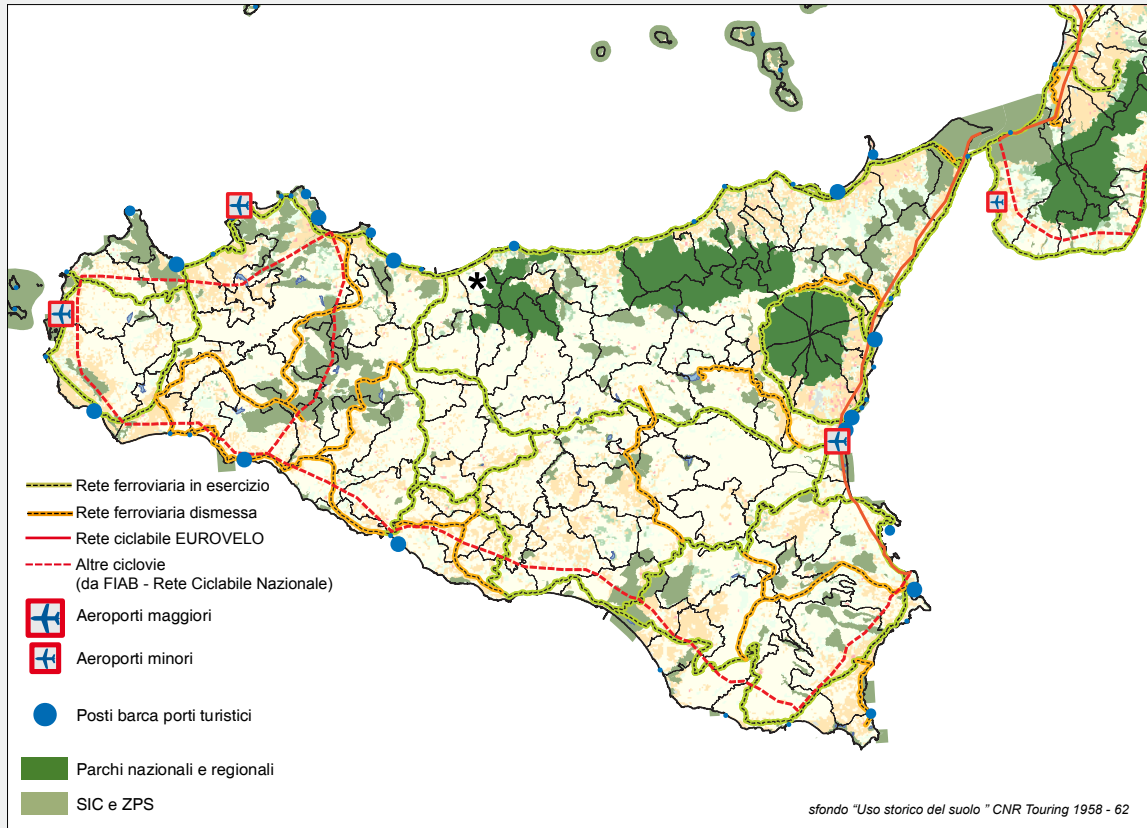 *
Rete ferroviaria in esercizio
Rete ferroviaria dismessa
Rete ciclabile EUROVELO
Altre ciclovie
(da FIAB - Rete Ciclabile Nazionale)
Aeroporti maggiori
Aeroporti minori
Posti barca porti turistici
Parchi nazionali e regionali
SIC e ZPS
sfondo “Uso storico del suolo ” CNR Touring 1958 - 62